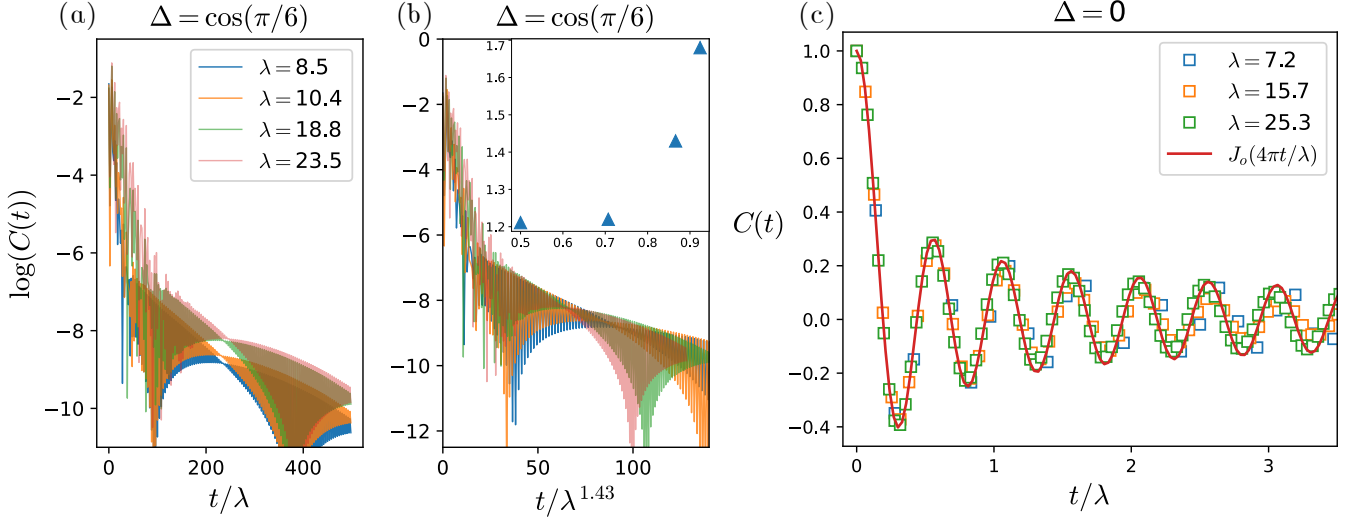 (a) Δ = cos(π/6)
log(C(t))
−2
−4
−6
−8
−10
0 200 400
t/λ
λ = 8.5
λ = 10.4
λ = 18.8
λ = 23.5
(b) Δ = cos(π/6)
0
−2
−4
−6
−8
−10
−12
0 50 100
t/λ^1.43
1.7
1.6
1.5
1.4
1.3
1.2
0.5 0.6 0.7 0.8 0.9
(c) Δ = 0
C(t)
1.0
0.8
0.6
0.4
0.2
0.0
−0.2
−0.4
0 1 2 3
t/λ
λ = 7.2
λ = 15.7
λ = 25.3
J_o(4πt/λ)